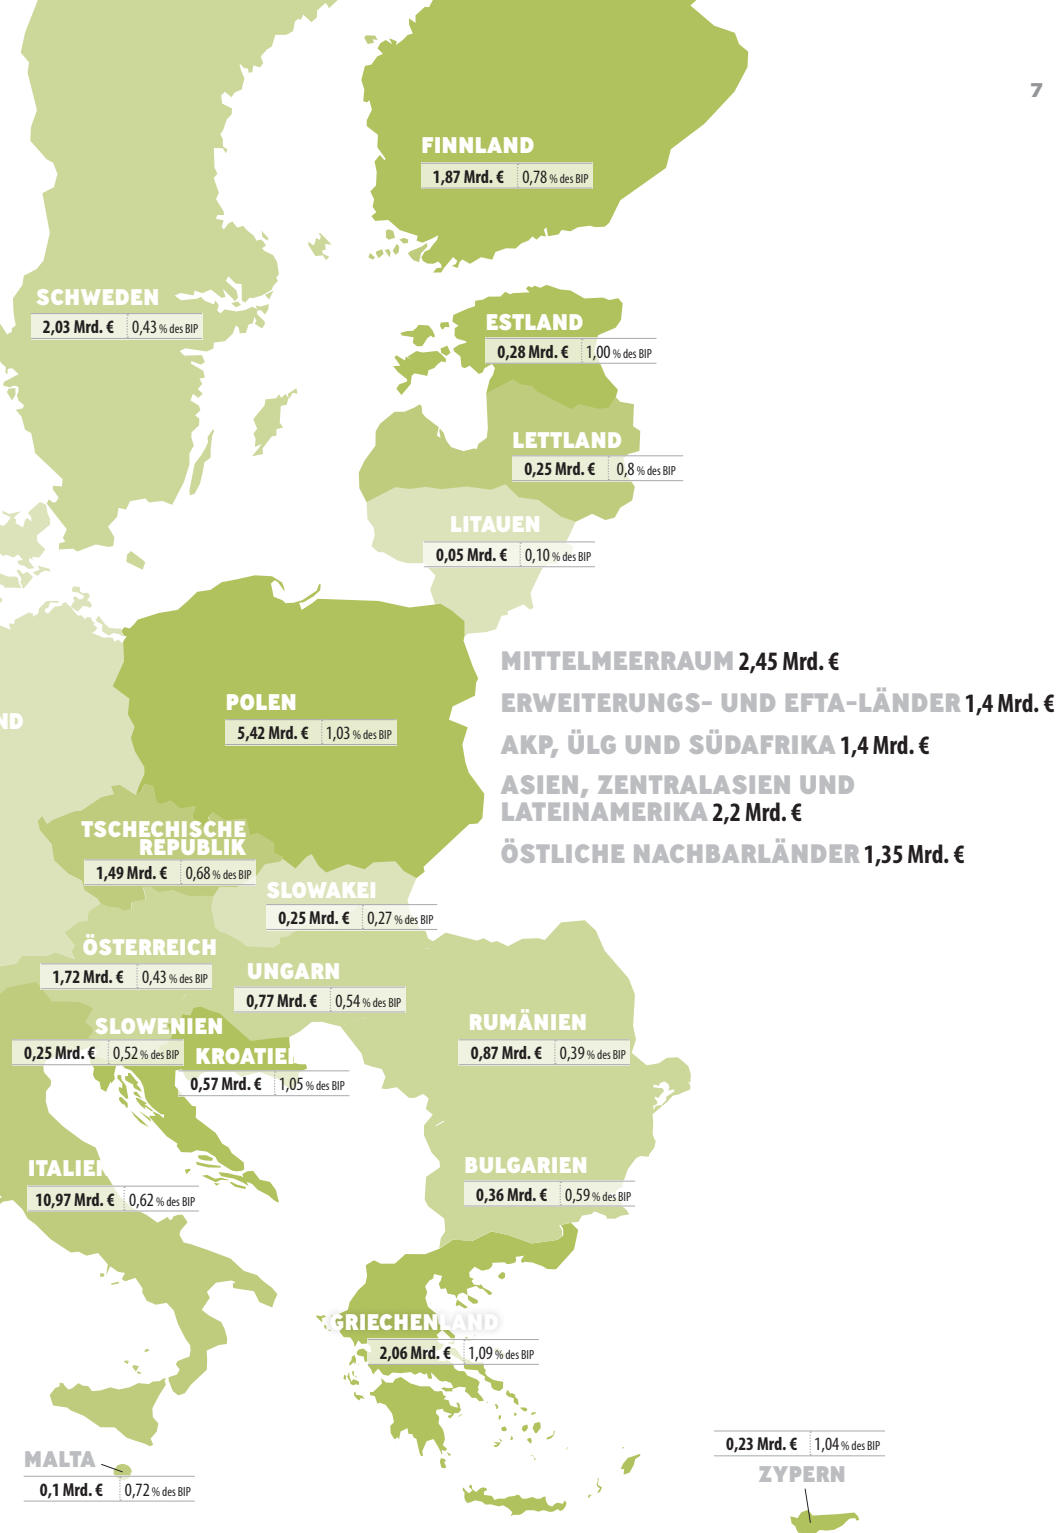 7
FINNLAND
1,87 Mrd. € 0,78 % des BIP
SCHWEDEN
2,03 Mrd. € 0,43 % des BIP
ESTLAND
0,28 Mrd. € 1,00 % des BIP
LETTLAND
0,25 Mrd. € 0,8 % des BIP
LITAUEN
0,05 Mrd. € 0,10 % des BIP
MITTELMEERRAUM 2,45 Mrd. €
ERWEITERUNGS- UND EFTA-LÄNDER 1,4 Mrd. €
AKP, ÜLG UND SÜDAFRIKA 1,4 Mrd. €
ASIEN, ZENTRALASIEN UND
LATEINAMERIKA 2,2 Mrd. €
ÖSTLICHE NACHBARLÄNDER 1,35 Mrd. €
POLEN
5,42 Mrd. € 1,03 % des BIP
ND
TSCHECHISCHE
REPUBLIK
1,49 Mrd. € 0,68 % des BIP
SLOWAKEI
0,25 Mrd. € 0,27 % des BIP
ÖSTERREICH
1,72 Mrd. € 0,43 % des BIP
UNGARN
0,77 Mrd. € 0,54 % des BIP
SLOWENIEN
0,25 Mrd. € 0,52 % des BIP
KROATIEN
0,57 Mrd. € 1,05 % des BIP
RUMÄNIEN
0,87 Mrd. € 0,39 % des BIP
ITALIEN
10,97 Mrd. € 0,62 % des BIP
BULGARIEN
0,36 Mrd. € 0,59 % des BIP
GRIECHENLAND
2,06 Mrd. € 1,09 % des BIP
MALTA
0,1 Mrd. € 0,72 % des BIP
0,23 Mrd. € 1,04 % des BIP
ZYPERN